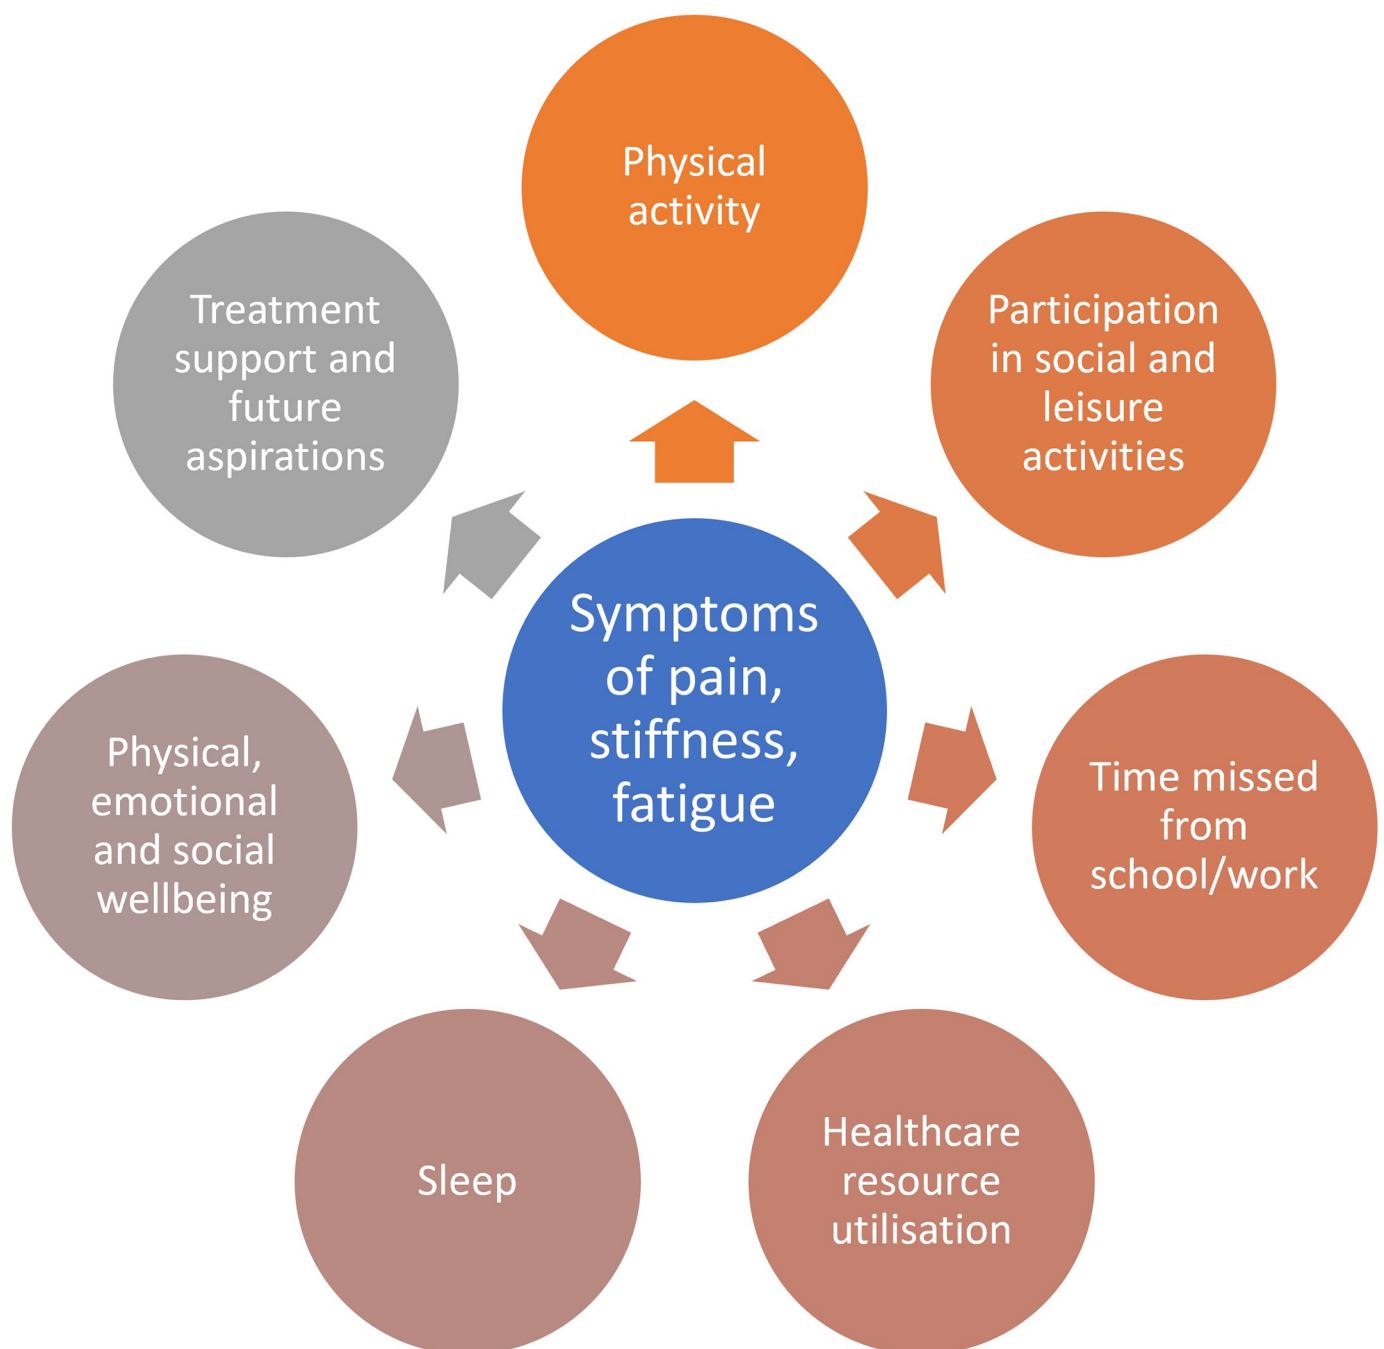 Physical
activity
Participation
in social and
leisure
activities
Time missed
from
school/work
Healthcare
resource
utilisation
Sleep
Physical,
emotional
and social
wellbeing
Treatment
support and
future
aspirations
Symptoms
of pain,
stiffness,
fatigue